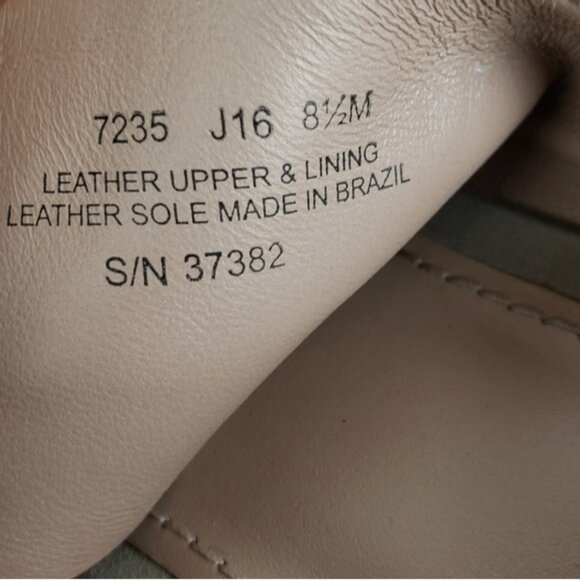 7235 J16 8½M
LEATHER UPPER & LINING
LEATHER SOLE MADE IN BRAZIL
S/N 37382